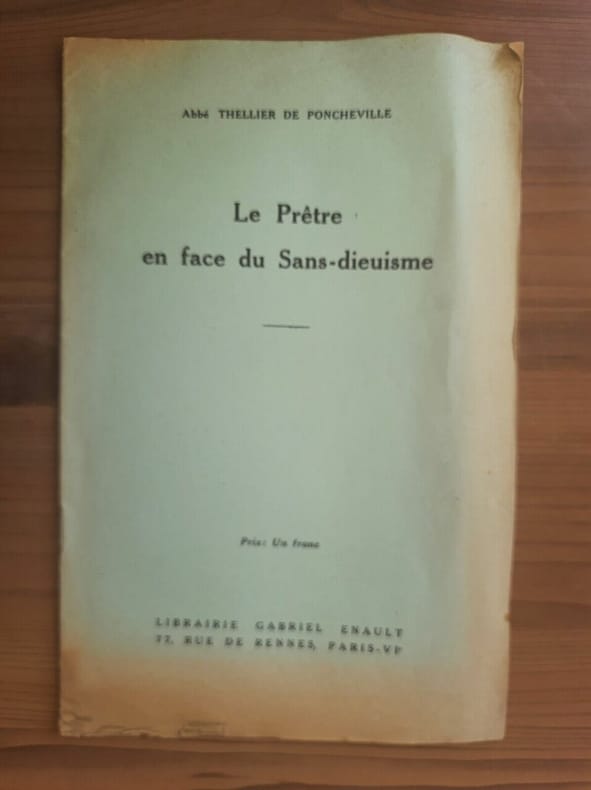 Abbé THELLIER DE PONCHEVILLE
Le Prêtre
en face du Sans-dieuisme
Prix: Un franc
LIBRAIRIE GABRIEL ENAULT
77, RUE DE RENNES, PARIS-VIᵉ